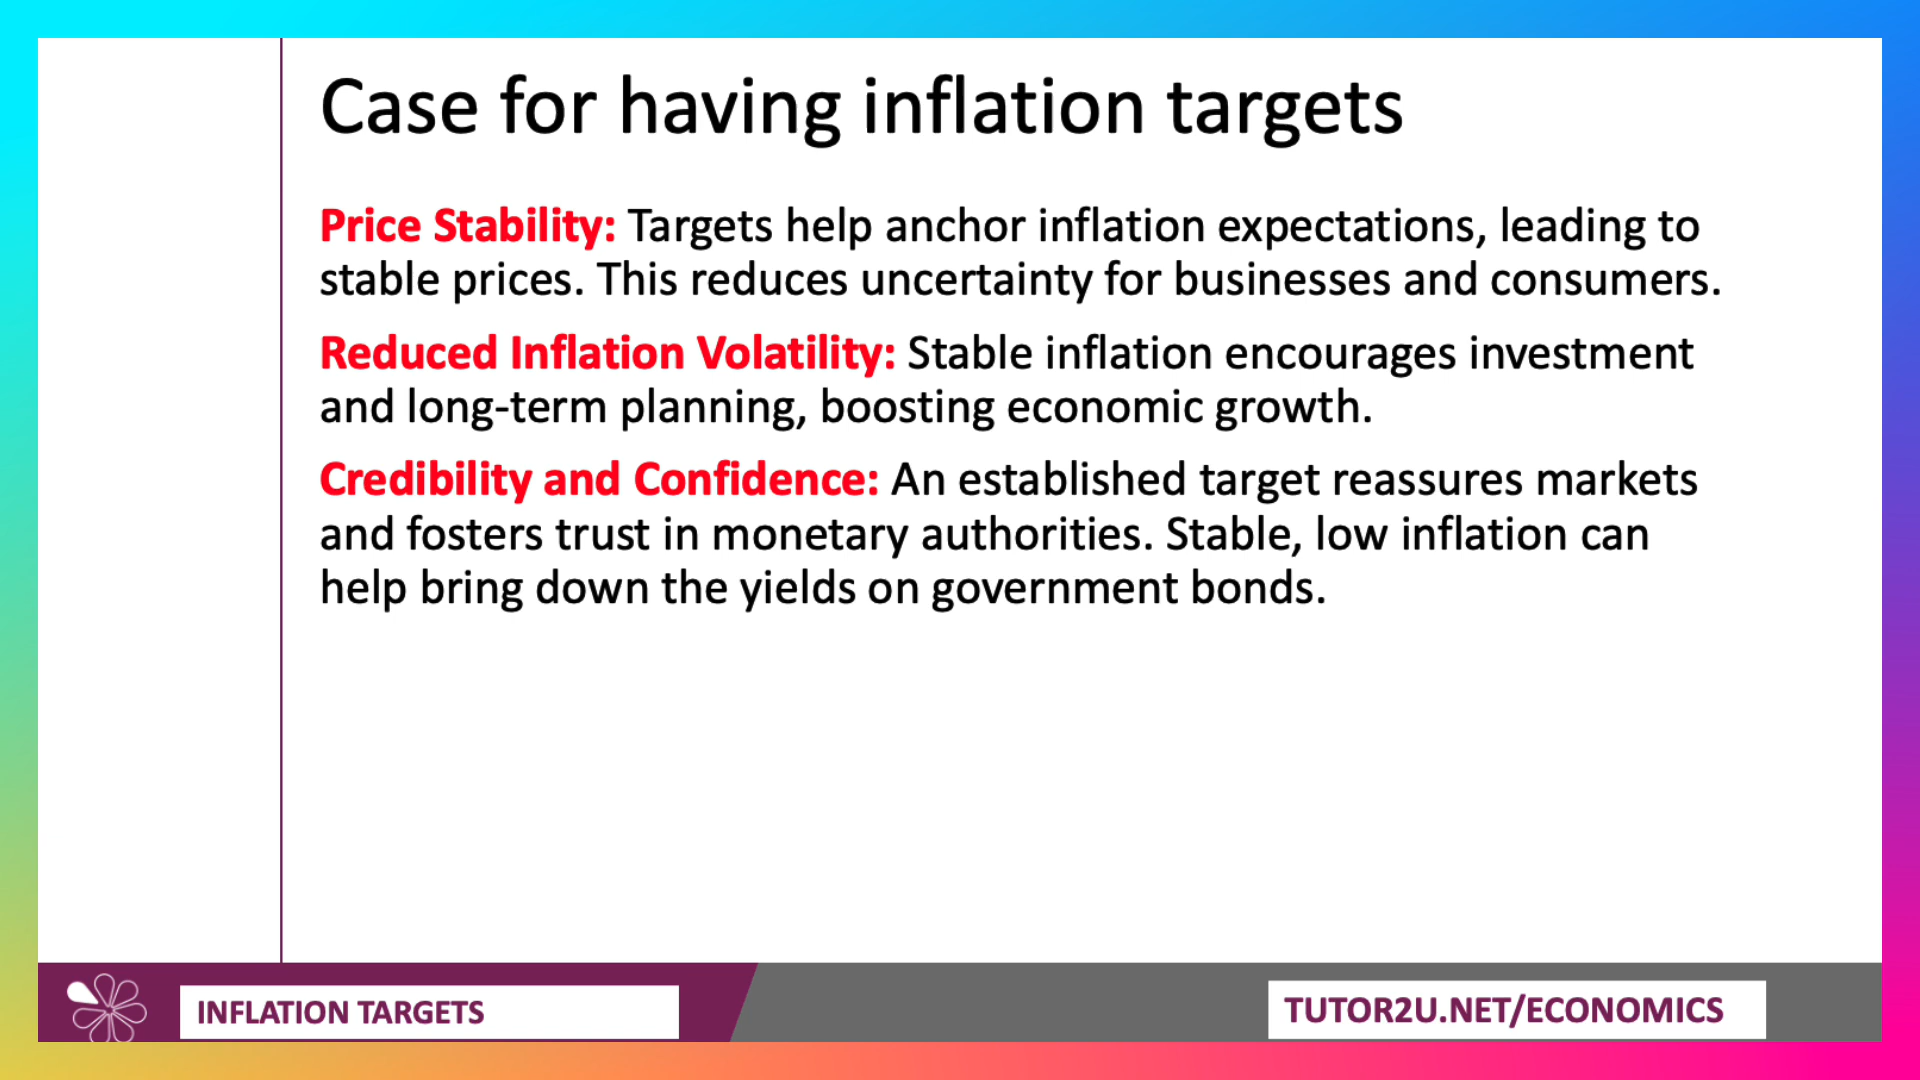 Case for having inflation targets
Price Stability: Targets help anchor inflation expectations, leading to
stable prices. This reduces uncertainty for businesses and consumers.
Reduced Inflation Volatility: Stable inflation encourages investment
and long-term planning, boosting economic growth.
Credibility and Confidence: An established target reassures markets
and fosters trust in monetary authorities. Stable, low inflation can
help bring down the yields on government bonds.
INFLATION TARGETS
TUTOR2U.NET/ECONOMICS